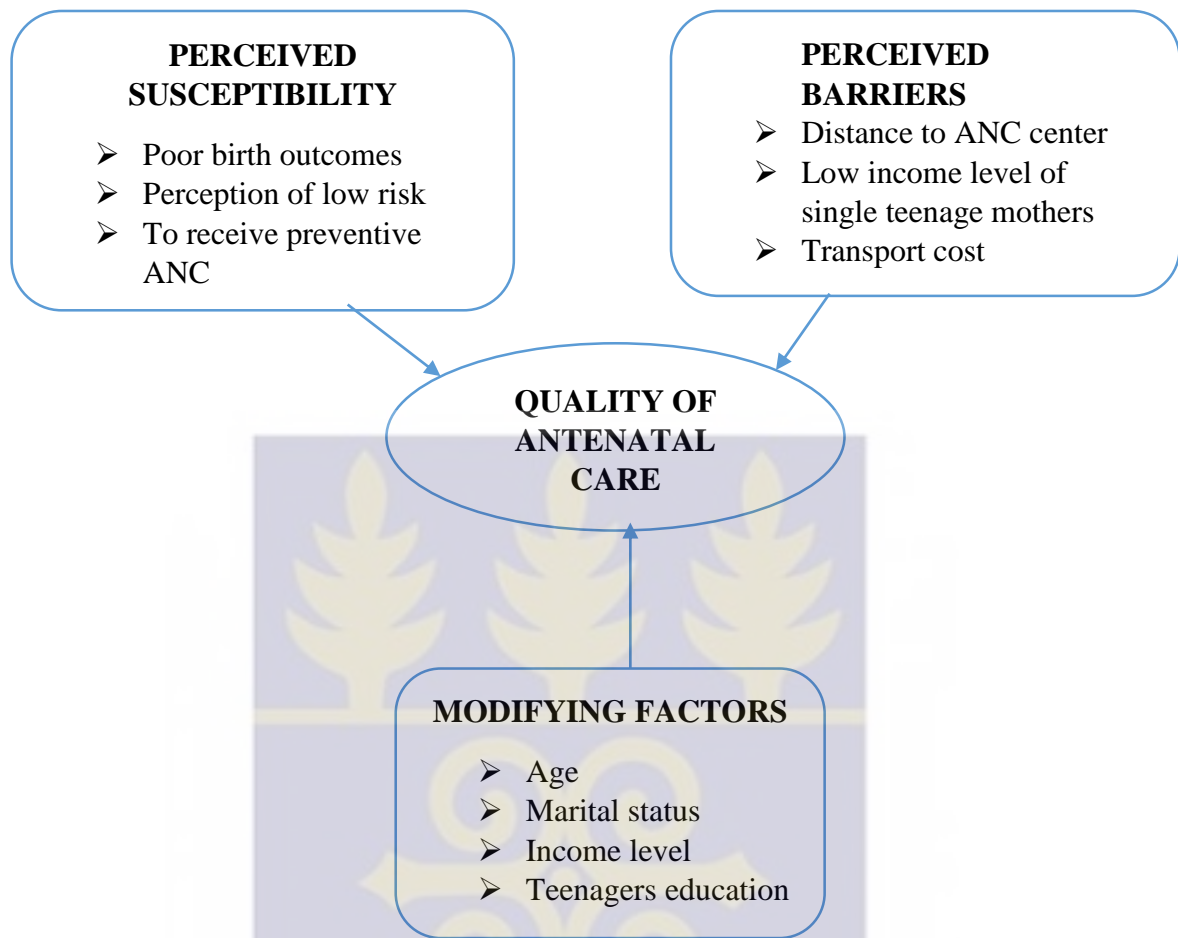 PERCEIVED
SUSCEPTIBILITY
➢ Poor birth outcomes
➢ Perception of low risk
➢ To receive preventive
ANC
PERCEIVED
BARRIERS
➢ Distance to ANC center
➢ Low income level of
single teenage mothers
➢ Transport cost
QUALITY OF
ANTENATAL
CARE
MODIFYING FACTORS
➢ Age
➢ Marital status
➢ Income level
➢ Teenagers education